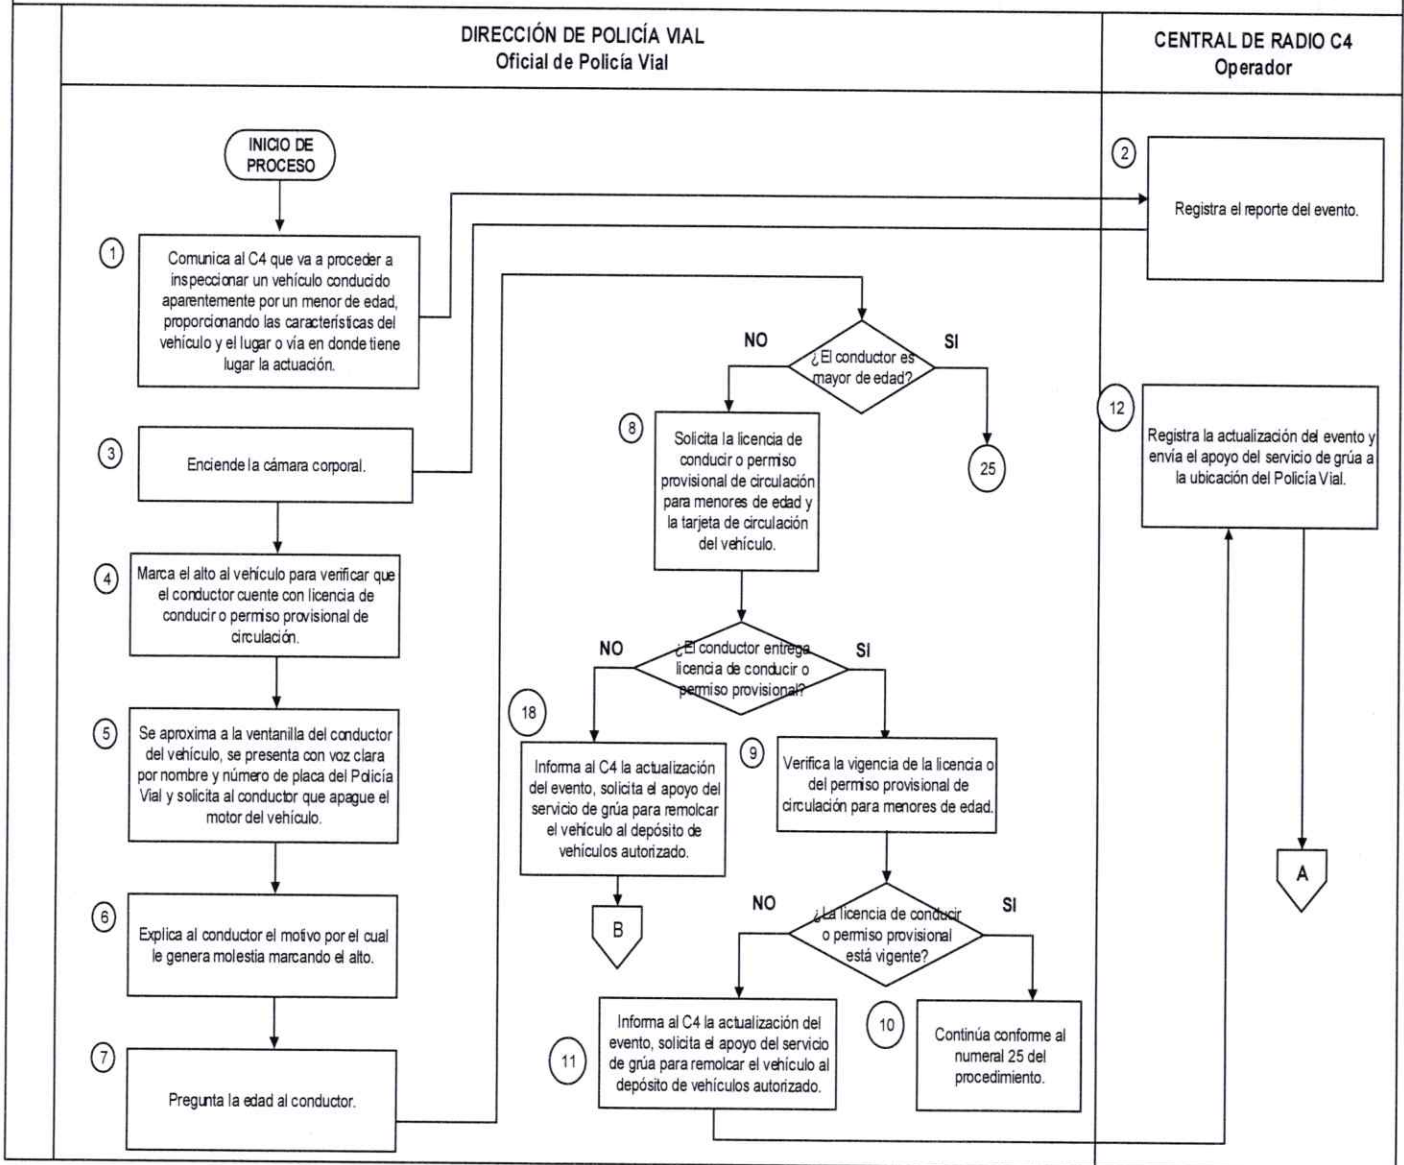 DIRECCIÓN DE POLICÍA VIAL
Oficial de Policía Vial
CENTRAL DE RADIO C4
Operador
INICIO DE
PROCESO
1
Comunica al C4 que va a proceder a
inspeccionar un vehículo conducido
aparentemente por un menor de edad,
proporcionando las características del
vehículo y el lugar o vía en donde tiene
lugar la actuación.
2
Registra el reporte del evento.
3
Enciende la cámara corporal.
4
Marca el alto al vehículo para verificar que
el conductor cuente con licencia de
conducir o permiso provisional de
circulación.
5
Se aproxima a la ventanilla del conductor
del vehículo, se presenta con voz clara
por nombre y número de placa del Policía
Vial y solicita al conductor que apague el
motor del vehículo.
6
Explica al conductor el motivo por el cual
le genera molestia marcando el alto.
7
Pregunta la edad al conductor.
¿El conductor es
mayor de edad?
NO
SI
25
8
Solicita la licencia de
conducir o permiso
provisional de circulación
para menores de edad y
la tarjeta de circulación
del vehículo.
¿El conductor entrega
licencia de conducir o
permiso provisional?
NO
SI
18
Informa al C4 la actualización
del evento, solicita el apoyo del
servicio de grúa para remolcar
el vehículo al depósito de
vehículos autorizado.
B
9
Verifica la vigencia de la licencia o
del permiso provisional de
circulación para menores de edad.
¿La licencia de conducir
o permiso provisional
está vigente?
NO
SI
10
Continúa conforme al
numeral 25 del
procedimiento.
11
Informa al C4 la actualización del
evento, solicita el apoyo del servicio
de grúa para remolcar el vehículo al
depósito de vehículos autorizado.
12
Registra la actualización del evento y
envía el apoyo del servicio de grúa a
la ubicación del Policía Vial.
A